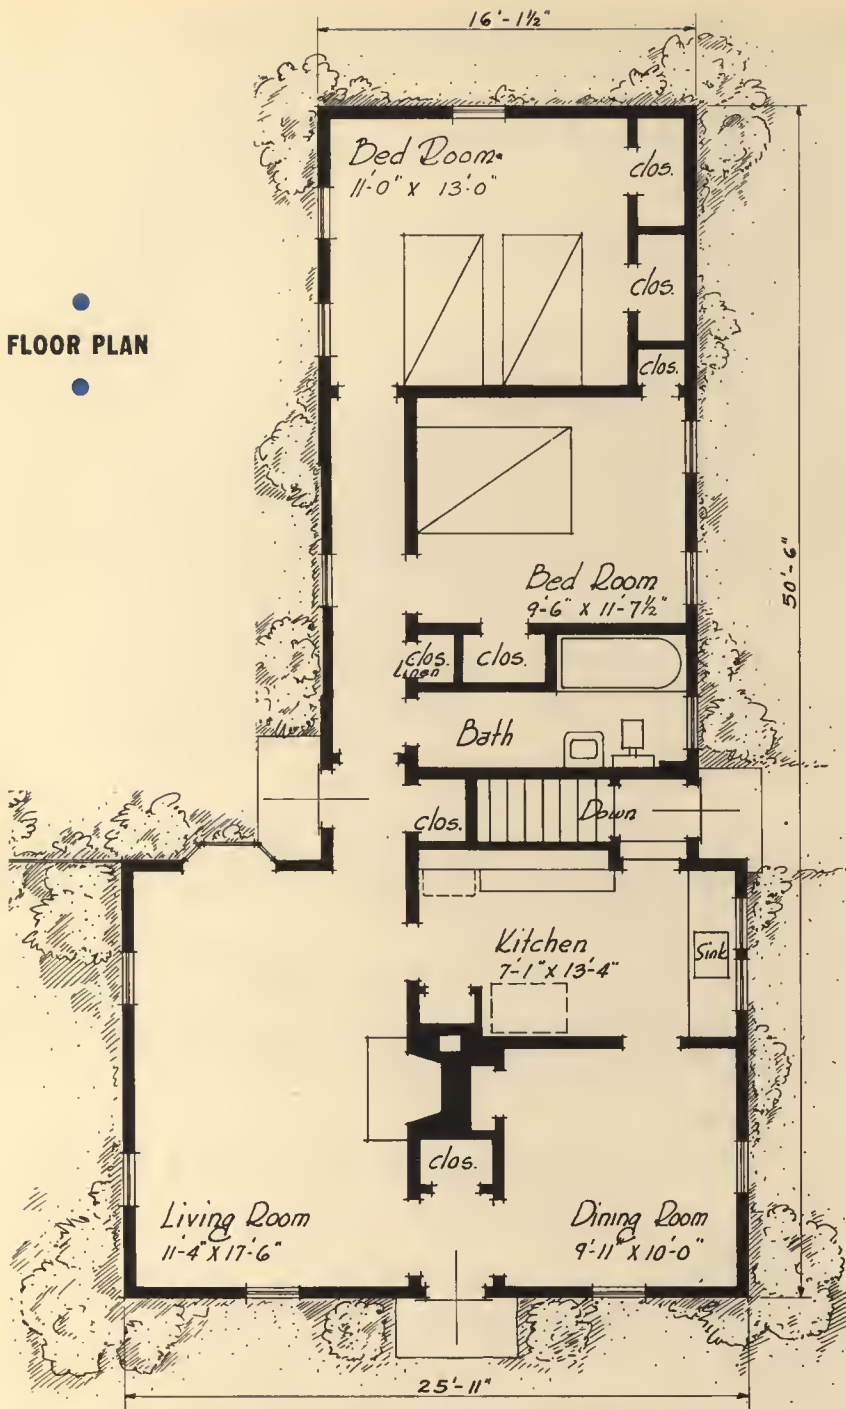 16'-1½"
Bed Room
11'-0" X 13'-0"
clos.
clos.
FLOOR PLAN
clos.
50'-6"
Bed Room
9'-6" X 11'-7½"
clos.
Linen
clos.
Bath
clos.
Down
Kitchen
7'-1" X 13'-4"
Sink
clos.
Living Room
11'-4" X 17'-6"
Dining Room
9'-11" X 10'-0"
25'-11"